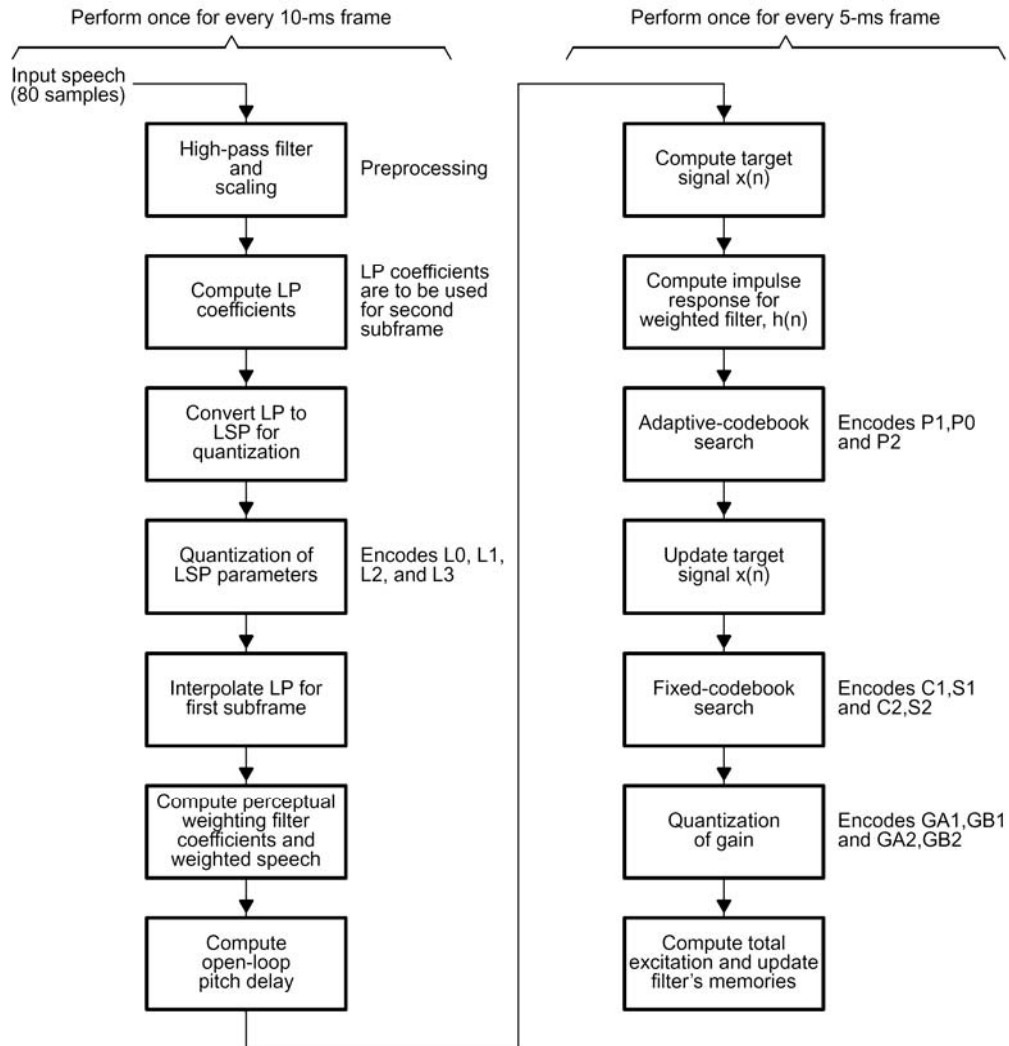 Perform once for every 10-ms frame
Input speech
(80 samples)
High-pass filter
and
scaling
Preprocessing
Compute LP
coefficients
LP coefficients
are to be used
for second
subframe
Convert LP to
LSP for
quantization
Quantization of
LSP parameters
Encodes L0, L1,
L2, and L3
Interpolate LP for
first subframe
Compute perceptual
weighting filter
coefficients and
weighted speech
Compute
open-loop
pitch delay
Perform once for every 5-ms frame
Compute target
signal x(n)
Compute impulse
response for
weighted filter, h(n)
Adaptive-codebook
search
Encodes P1,P0
and P2
Update target
signal x(n)
Fixed-codebook
search
Encodes C1,S1
and C2,S2
Quantization
of gain
Encodes GA1,GB1
and GA2,GB2
Compute total
excitation and update
filter's memories